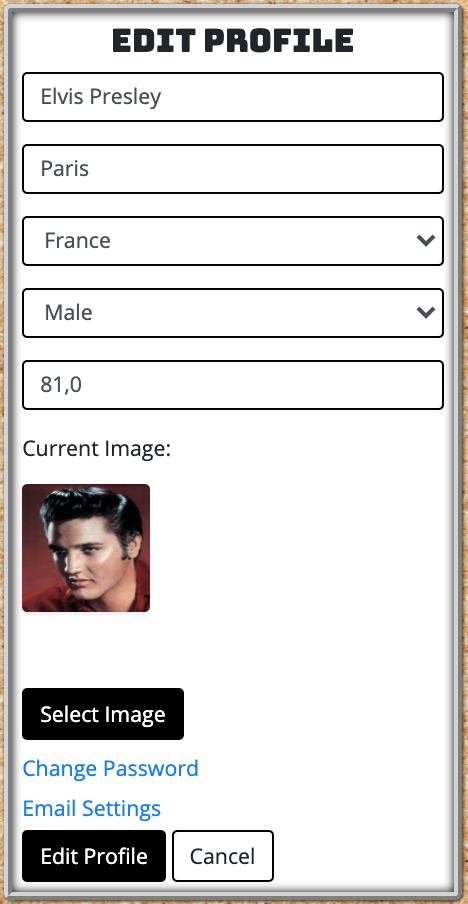 EDIT PROFILE
Elvis Presley
Paris
France
Male
81,0
Current Image:
Select Image
Change Password
Email Settings
Edit Profile Cancel